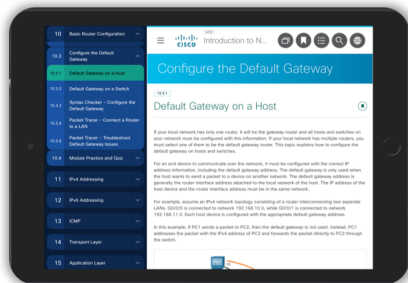 10 Basic Router Configuration
10.3 Configure the Default
Gateway
10.3.1 Default Gateway on a Host
10.3.2 Default Gateway on a Switch
10.3.3 Syntax Checker - Configure the
Default Gateway
10.3.4 Packet Tracer - Connect a Router
to a LAN
10.3.5 Packet Tracer - Troubleshoot
Default Gateway Issues
10.4 Module Practice and Quiz
11 IPv4 Addressing
12 IPv6 Addressing
13 ICMP
14 Transport Layer
15 Application Layer
CISCO
Introduction to N...
Configure the Default Gateway
10.3.1
Default Gateway on a Host
If your local network has only one router, it will be the gateway router and all hosts and switches on
your network must be configured with this information. If your local network has multiple routers, you
must select one of them to be the default gateway router. This topic explains how to configure the
default gateway on hosts and switches.
For an end device to communicate over the network, it must be configured with the correct IP
address information, including the default gateway address. The default gateway is only used when
the host wants to send a packet to a device on another network. The default gateway address is
generally the router interface address attached to the local network of the host. The IP address of the
host device and the router interface address must be in the same network.
For example, assume an IPv4 network topology consisting of a router interconnecting two separate
LANs. G0/0/0 is connected to network 192.168.10.0, while G0/0/1 is connected to network
192.168.11.0. Each host device is configured with the appropriate default gateway address.
In this example, if PC1 sends a packet to PC2, then the default gateway is not used. Instead, PC1
addresses the packet with the IPv4 address of PC2 and forwards the packet directly to PC2 through
the switch.
PC1